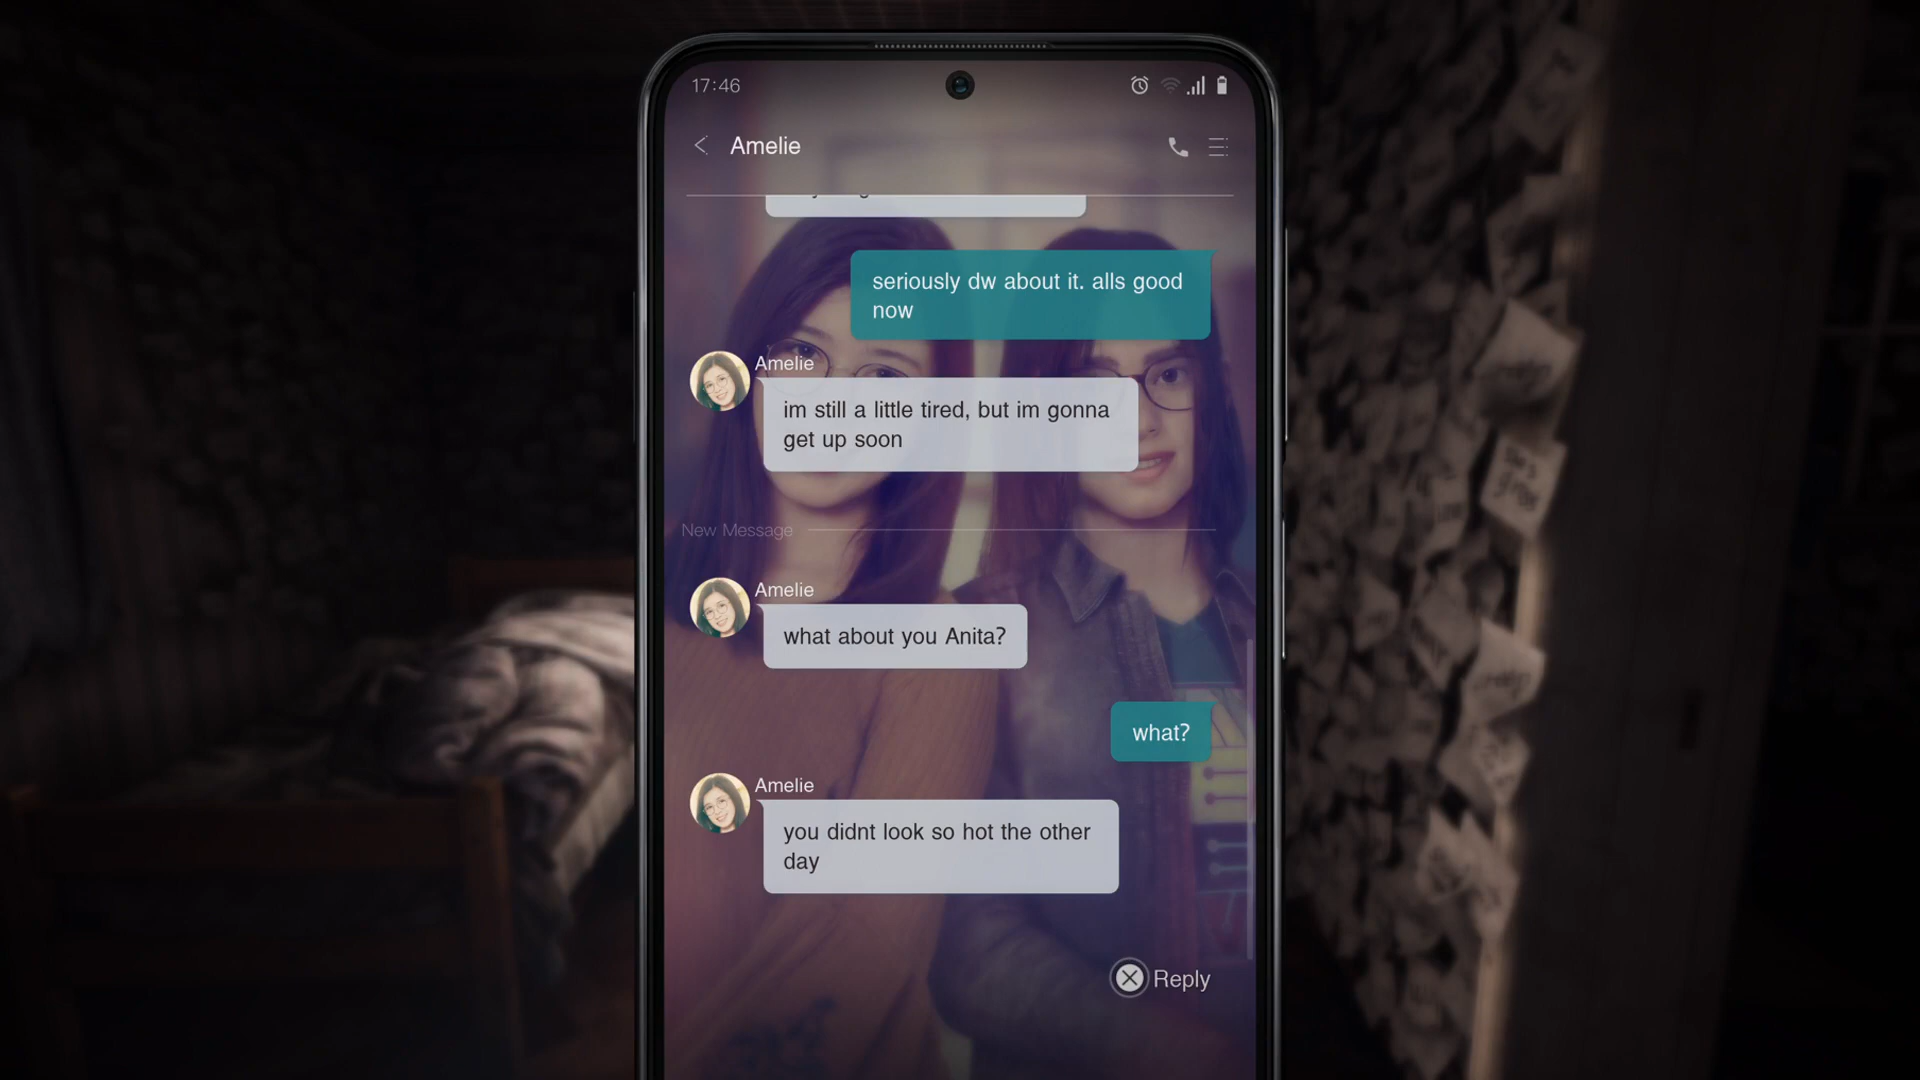 17:46
Amelie
seriously dw about it. alls good
now
Amelie
im still a little tired, but im gonna
get up soon
New Message
Amelie
what about you Anita?
what?
Amelie
you didnt look so hot the other
day
Reply